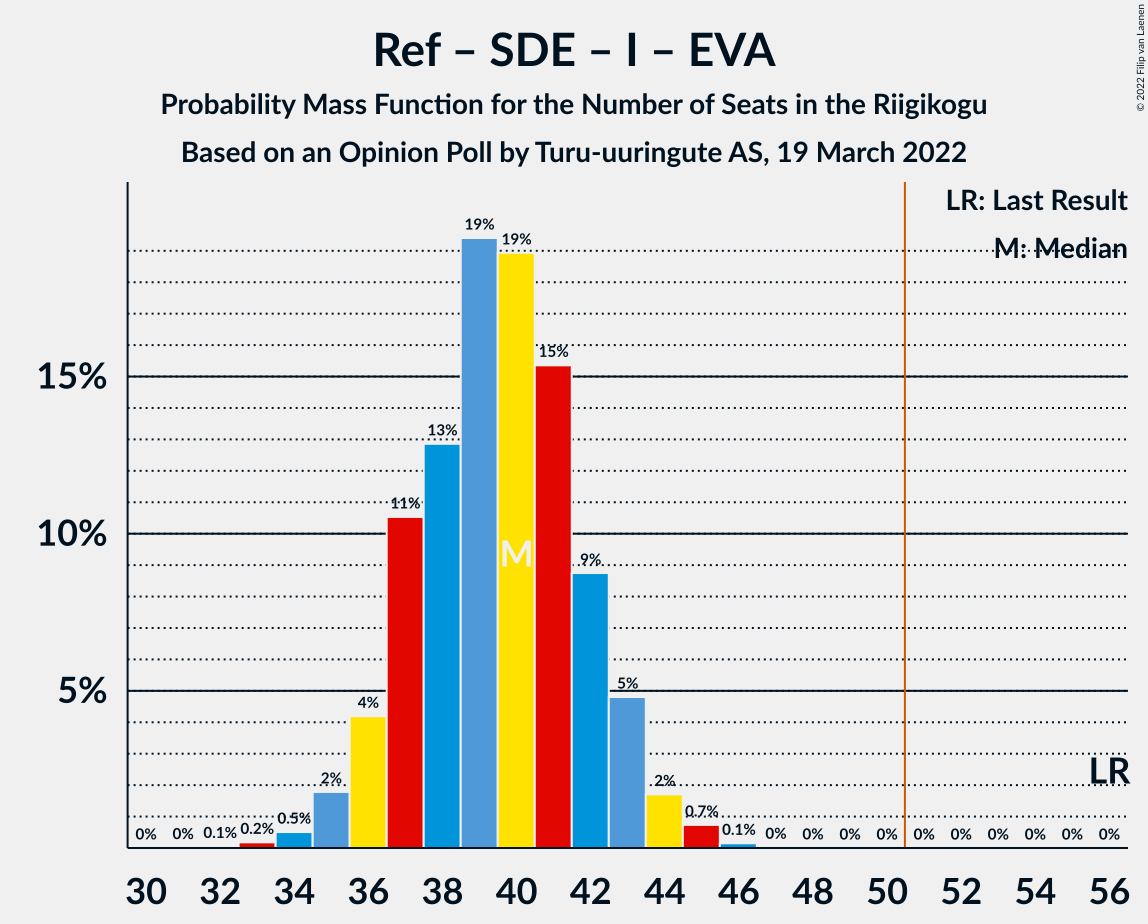 Ref – SDE – I – EVA
Probability Mass Function for the Number of Seats in the Riigikogu
Based on an Opinion Poll by Turu-uuringute AS, 19 March 2022
© 2022 Filip van Laenen
LR: Last Result
M: Median
15%
10%
5%
0% 0% 0.1% 0.2% 0.5% 2% 4% 11% 13% 19% 19% 15% 9% 5% 2% 0.7% 0.1% 0% 0% 0% 0% 0% 0% 0% 0% 0% 0%
M
LR
30 32 34 36 38 40 42 44 46 48 50 52 54 56